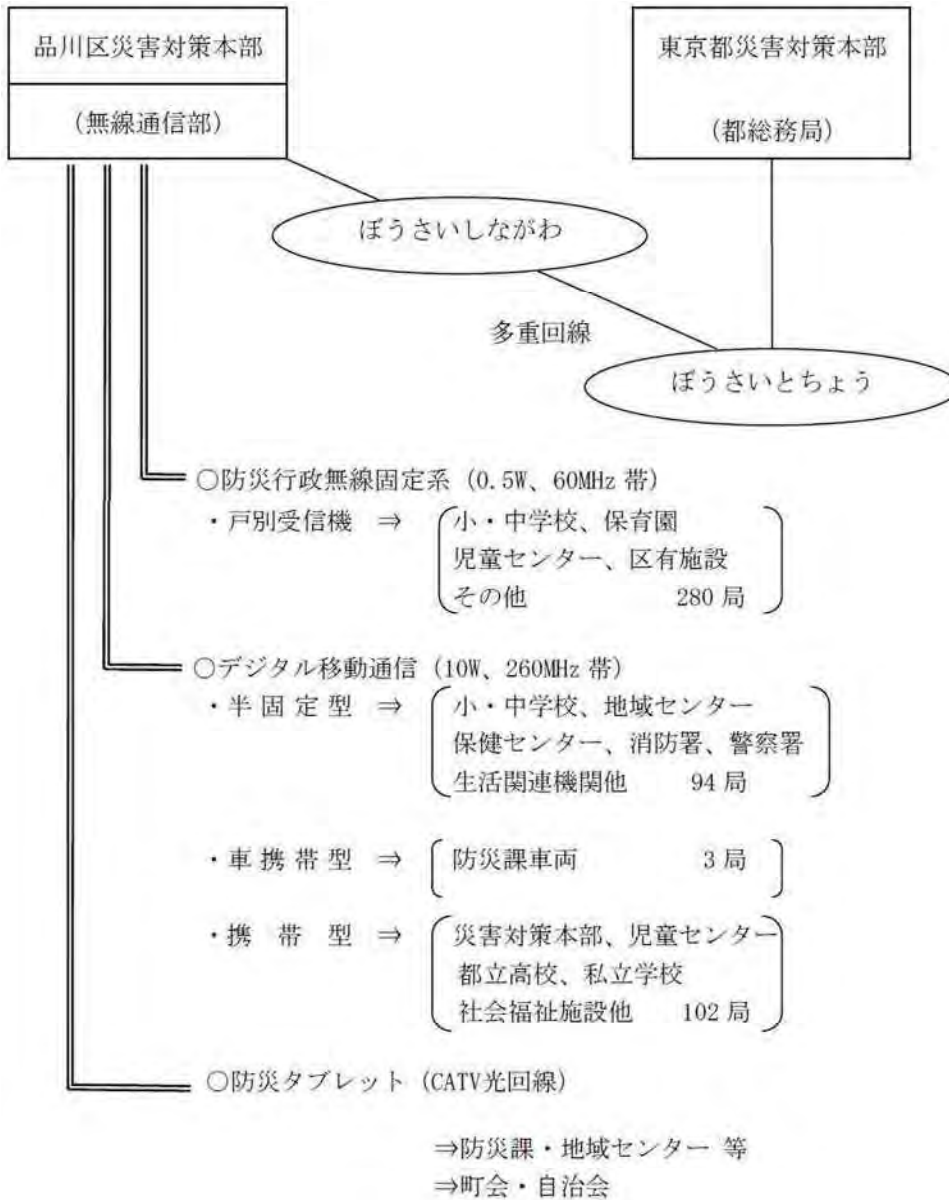 品川区災害対策本部
(無線通信部)
東京都災害対策本部
(都総務局)
ぼうさいしながわ
多重回線
ぼうさいとちょう
○防災行政無線固定系 (0.5W、60MHz 帯)
・戸別受信機 ⇒ 小・中学校、保育園
児童センター、区有施設
その他 280 局
○デジタル移動通信 (10W、260MHz 帯)
・半固定型 ⇒ 小・中学校、地域センター
保健センター、消防署、警察署
生活関連機関他 94 局
・車携帯型 ⇒ 防災課車両 3 局
・携帯型 ⇒ 災害対策本部、児童センター
都立高校、私立学校
社会福祉施設他 102 局
○防災タブレット (CATV光回線)
⇒防災課・地域センター 等
⇒町会・自治会